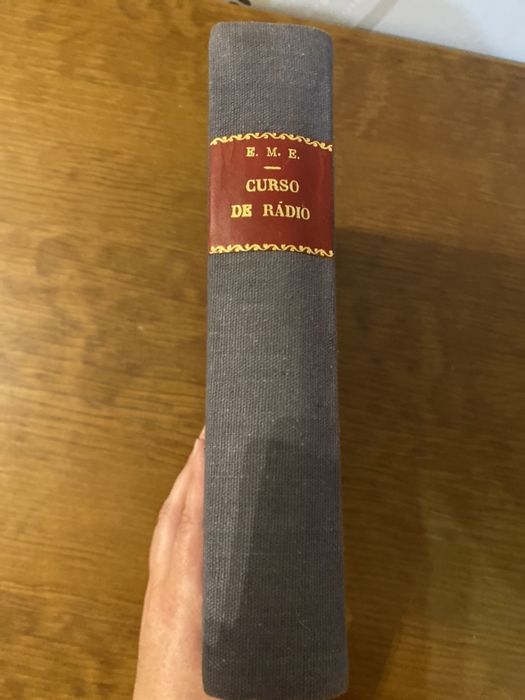 E. M. E.
CURSO
DE RÁDIO